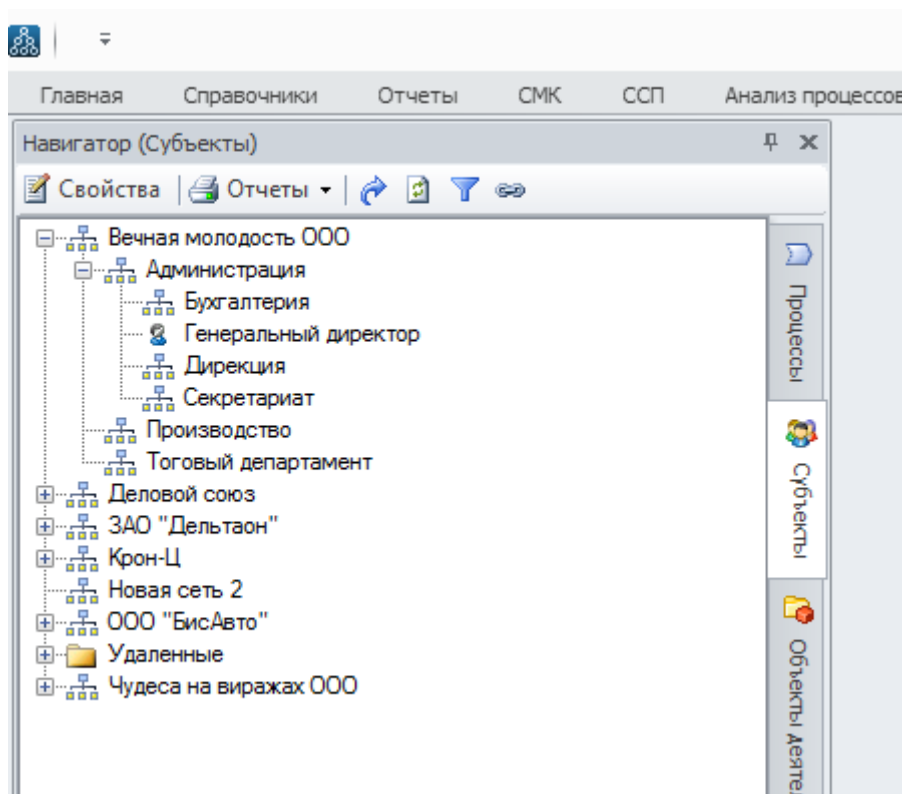 Главная Справочники Отчеты СМК ССП Анализ процессов
Навигатор (Субъекты)
Свойства Отчеты
Вечная молодость ООО
Администрация
Бухгалтерия
Генеральный директор
Дирекция
Секретариат
Производство
Тоговый департамент
Деловой союз
ЗАО "Дельтаон"
Крон-Ц
Новая сеть 2
ООО "БисАвто"
Удаленные
Чудеса на виражах ООО
Процессы
Субъекты
Объекты деяте